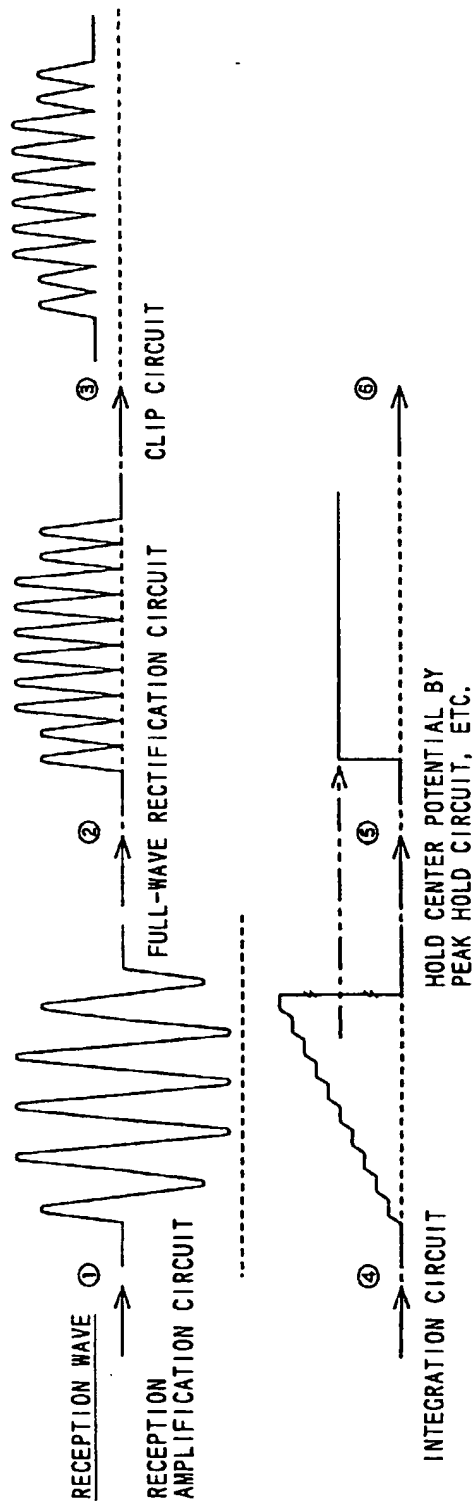 RECEPTION WAVE
①
②
③
RECEPTION
AMPLIFICATION CIRCUIT
FULL-WAVE RECTIFICATION CIRCUIT
CLIP CIRCUIT
④
⑤
⑥
INTEGRATION CIRCUIT
HOLD CENTER POTENTIAL BY
PEAK HOLD CIRCUIT, ETC.